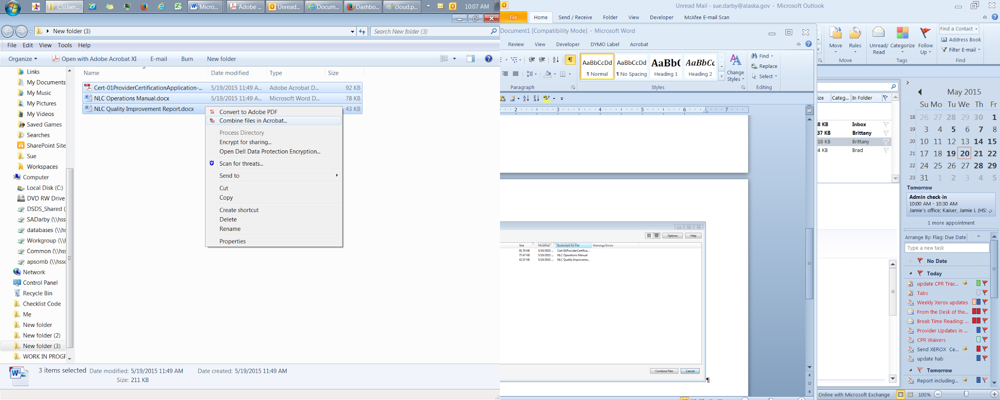 C:\User... Micro... Adobe ... Unread... Docum... Dashbo... cloud.p... 10:07 AM
New folder (3) Search New folder (3)
File Edit View Tools Help
Organize Open with Adobe Acrobat XI E-mail Burn New folder
Name Date modified Type Size
Cert-01ProviderCertificationApplication-... 5/19/2015 11:49 A... Adobe Acrobat D... 92 KB
NLC Operations Manual.docx 5/19/2015 11:49 A... Microsoft Word D... 78 KB
NLC Quality Improvement Report.docx 43 KB
Links
My Documents
My Music
My Pictures
My Videos
Saved Games
Searches
SharePoint Site
Sue
Workspaces
Computer
Local Disk (C:)
DVD RW Drive
DSDS_Shared (
SADarby (\\hss
databases (\\hs
Workgroup (\\h
Common (\\hss
apsomb (\\hssc
Network
Control Panel
Recycle Bin
Checklist Code
Me
New folder
New folder (2)
New folder (3)
WORK IN PROGF
Convert to Adobe PDF
Combine files in Acrobat...
Process Directory
Encrypt for sharing...
Open Dell Data Protection Encryption...
Scan for threats...
Send to
Cut
Copy
Create shortcut
Delete
Rename
Properties
3 items selected Date modified: 5/19/2015 11:49 AM Date created: 5/19/2015 11:49 AM
Size: 211 KB
Unread Mail - sue.darby@alaska.gov - Microsoft Outlook
File Home Send / Receive Folder View Developer McAfee E-mail Scan
Document1 [Compatibility Mode] - Microsoft Word
Review View Developer DYMO Label Acrobat
AaBbCcDd AaBbCcDd AaBb( AaBbCc
¶ Normal ¶ No Spacing Heading 1 Heading 2
Change Styles
Find
Replace
Select
Paragraph Styles Editing
2 3 4 5 6 7
Options Help
Combine files in Acrobat...
Size Modified Bookmark for File Warnings/Errors
91.70 KB 5/19/2015 ... Cert-01ProviderCertifica...
77.47 KB 5/19/2015 ... NLC Operations Manual
42.37 KB 5/19/2015 ... NLC Quality Improveme...
Combine Files Cancel
¶
Move Rules Unread/ Read Categorize Follow Up
Find a Contact
Address Book
Filter E-mail
Move Tags Find
ize Categ... In Folder
8 KB Inbox
37 KB Brittany
18 KB Brittany
4 KB Brad
May 2015
Su Mo Tu We Th Fr
18 26 27 28 29 30 1
19 3 4 5 6 7 8
20 10 11 12 13 14 15
21 17 18 19 20 21 22
22 24 25 26 27 28 29
23 31 1 2 3 4 5
Tomorrow
Admin check-in
10:00 AM - 10:30 AM
Jamie's office; Kaiser, Jamie L (HS
1 more appointment
Arrange By: Flag: Due Date
Type a new task
No Date
Today
update CPR Trac...
Tabs
Weekly Xerox updates
From the Desk of the...
Break Time Reading: ...
Provider Updates in ...
CPR Waivers
Send XEROX Ce...
update hab
Tomorrow
Report including...
Online with Microsoft Exchange 100%